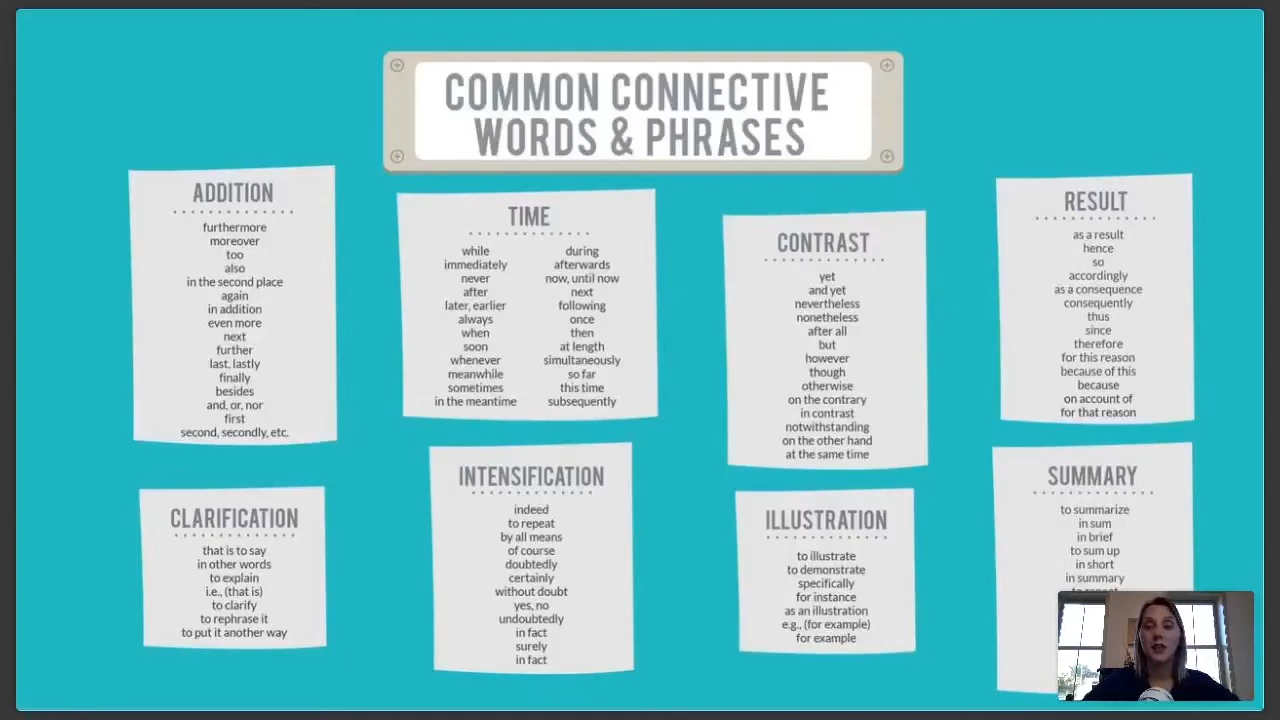 COMMON CONNECTIVE
WORDS & PHRASES
ADDITION
furthermore
moreover
too
also
in the second place
again
in addition
even more
next
further
last, lastly
finally
besides
and, or, nor
first
second, secondly, etc.
TIME
while
immediately
never
after
later, earlier
always
when
soon
whenever
meanwhile
sometimes
in the meantime
during
afterwards
now, until now
next
following
once
then
at length
simultaneously
so far
this time
subsequently
CONTRAST
yet
and yet
nevertheless
nonetheless
after all
but
however
though
otherwise
on the contrary
in contrast
notwithstanding
on the other hand
at the same time
RESULT
as a result
hence
so
accordingly
as a consequence
consequently
thus
since
therefore
for this reason
because of this
because
on account of
for that reason
CLARIFICATION
that is to say
in other words
to explain
i.e., (that is)
to clarify
to rephrase it
to put it another way
INTENSIFICATION
indeed
to repeat
by all means
of course
doubtedly
certainly
without doubt
yes, no
undoubtedly
in fact
surely
in fact
ILLUSTRATION
to illustrate
to demonstrate
specifically
for instance
as an illustration
e.g., (for example)
for example
SUMMARY
to summarize
in sum
in brief
to sum up
in short
in summary